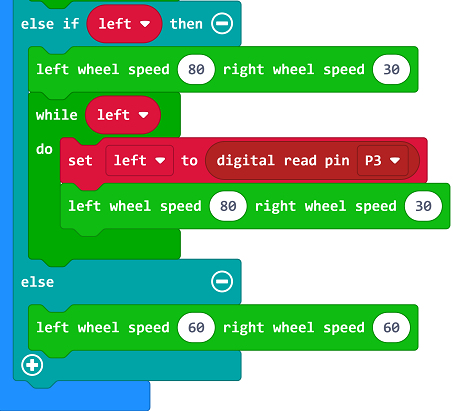 else if left then
left wheel speed 80 right wheel speed 30
while left
do
set left to digital read pin P3
left wheel speed 80 right wheel speed 30
else
left wheel speed 60 right wheel speed 60